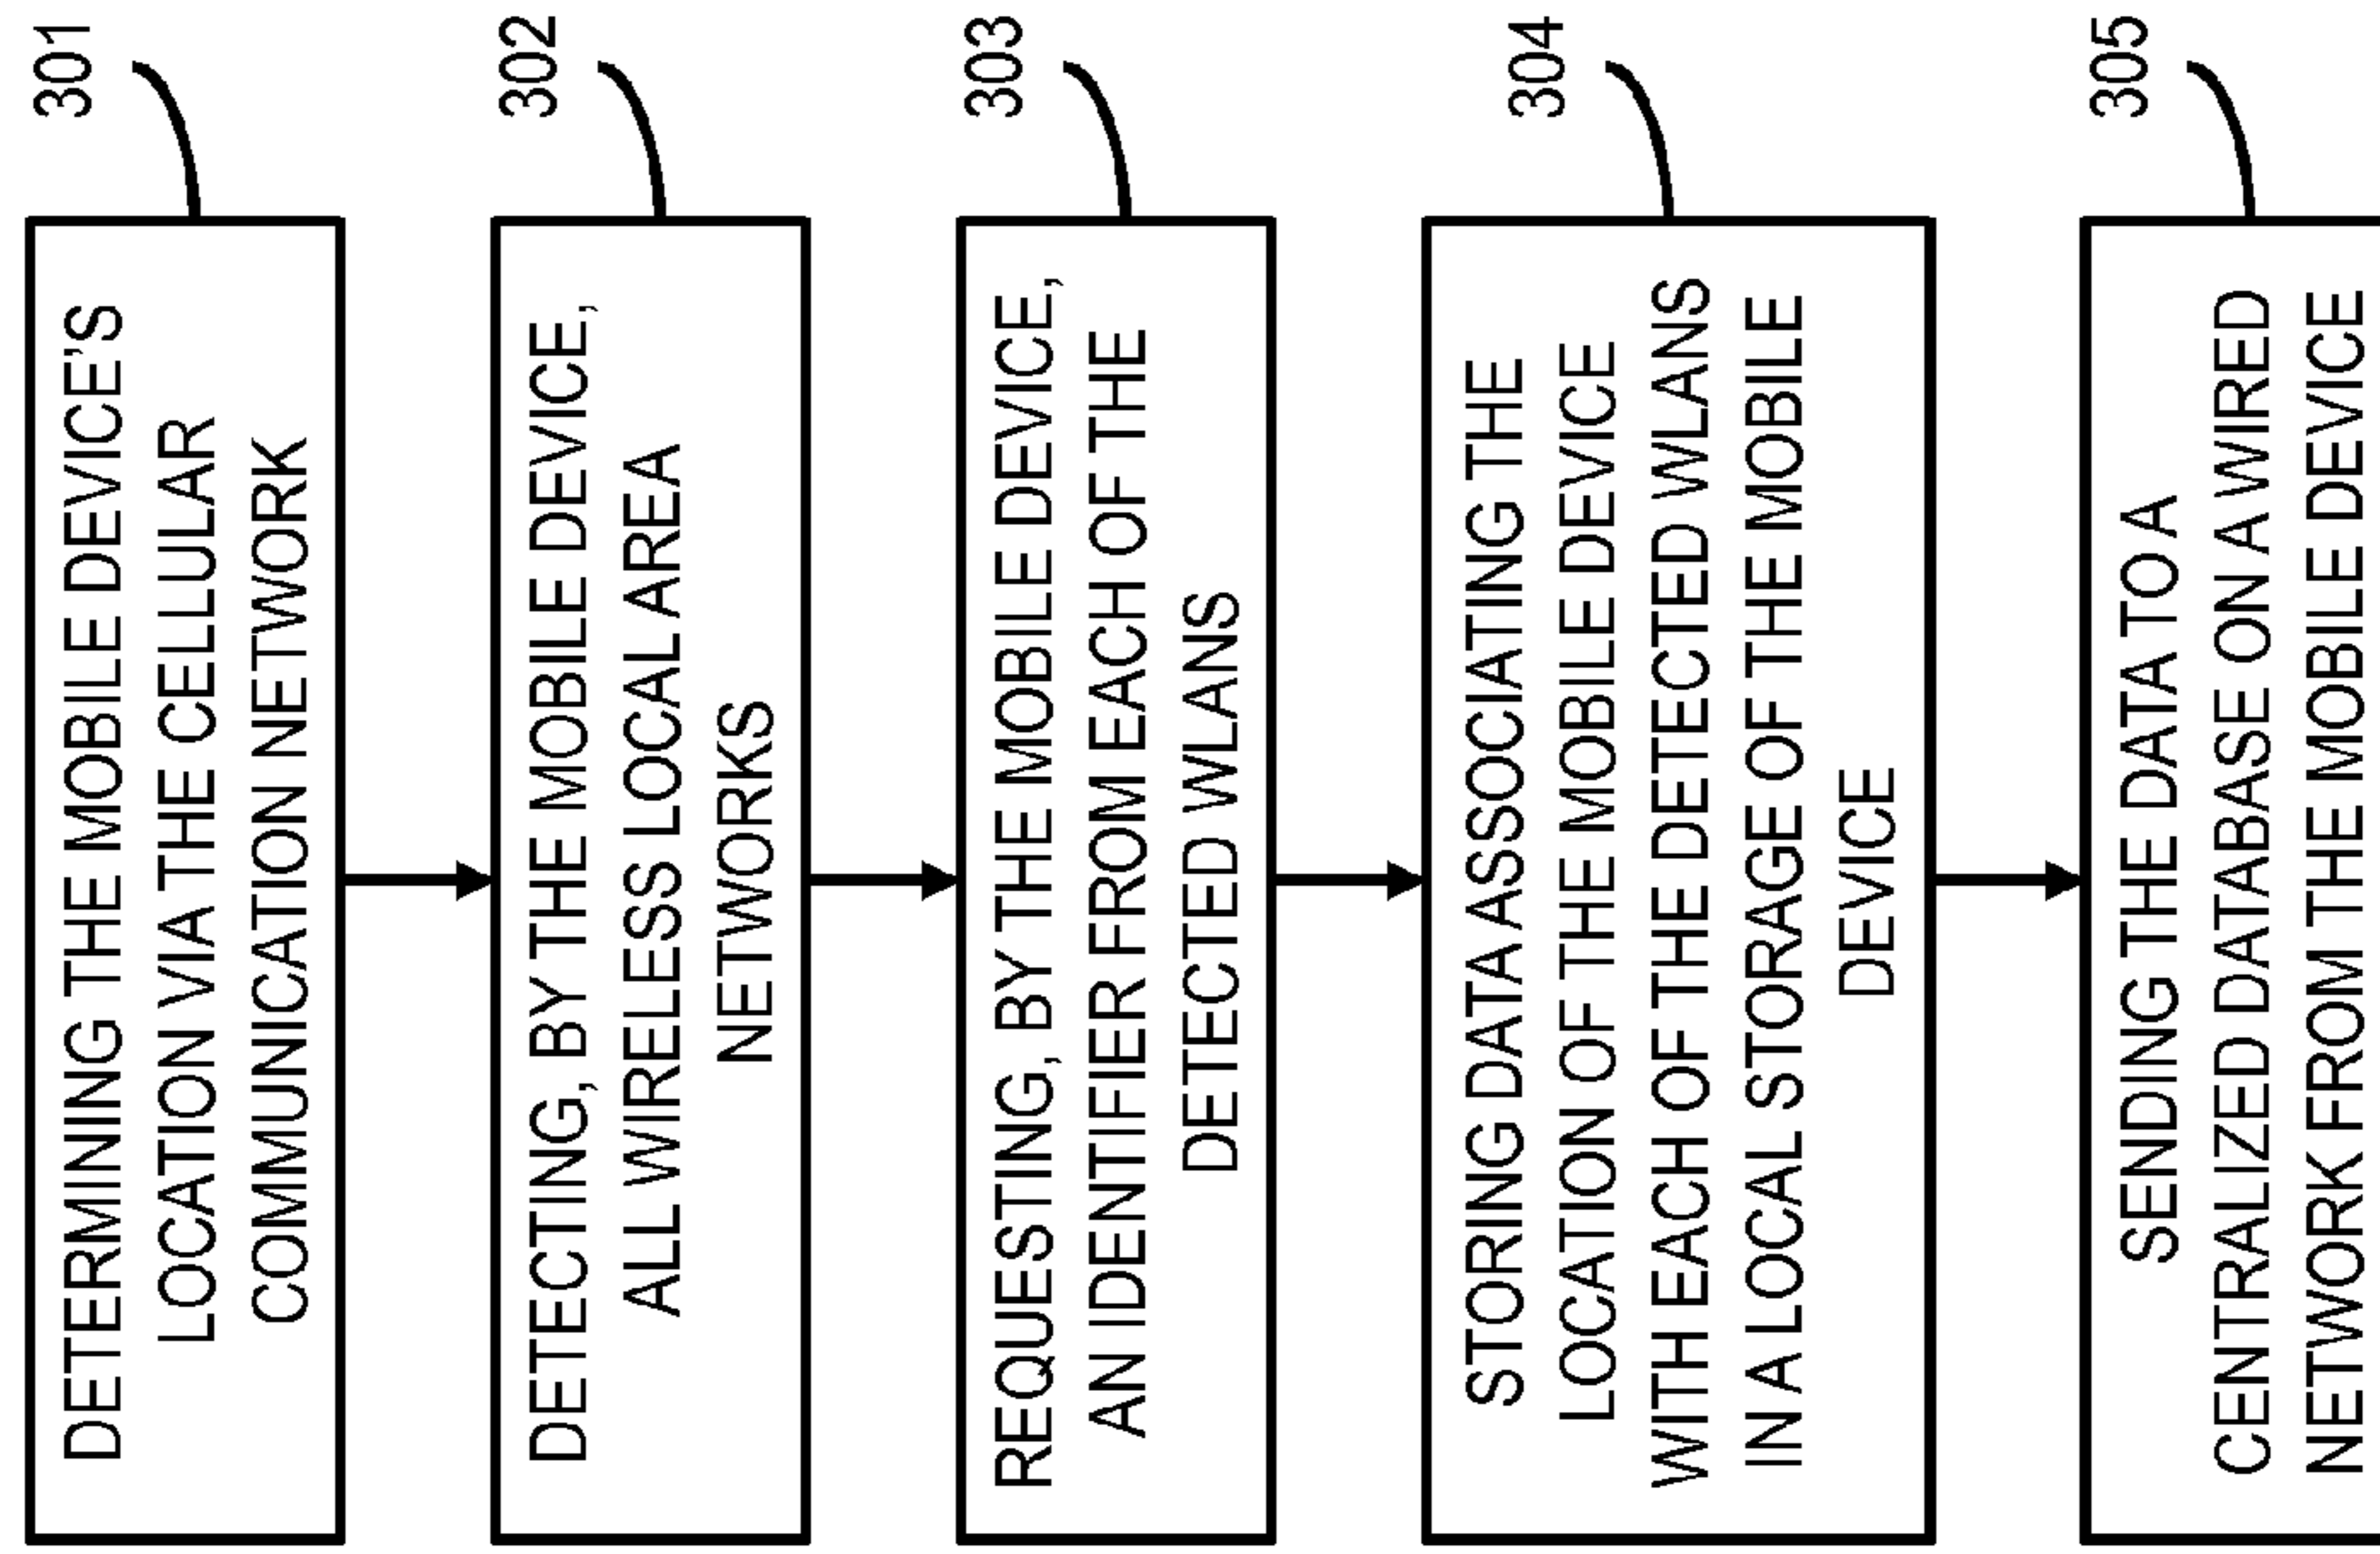 301
DETERMINING THE MOBILE DEVICE'S
LOCATION VIA THE CELLULAR
COMMUNICATION NETWORK
302
DETECTING, BY THE MOBILE DEVICE,
ALL WIRELESS LOCAL AREA
NETWORKS
303
REQUESTING, BY THE MOBILE DEVICE,
AN IDENTIFIER FROM EACH OF THE
DETECTED WLANS
304
STORING DATA ASSOCIATING THE
LOCATION OF THE MOBILE DEVICE
WITH EACH OF THE DETECTED WLANS
IN A LOCAL STORAGE OF THE MOBILE
DEVICE
305
SENDING THE DATA TO A
CENTRALIZED DATABASE ON A WIRED
NETWORK FROM THE MOBILE DEVICE